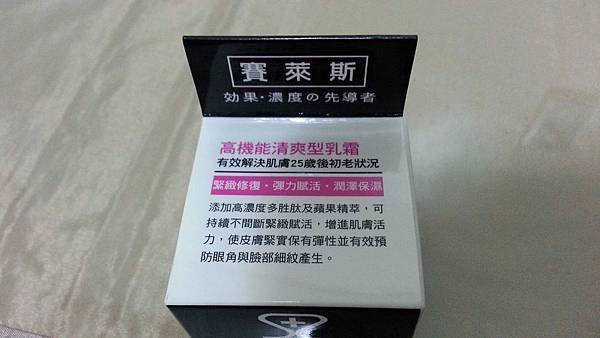 賽萊斯
効果・濃度の先導者
高機能清爽型乳霜
有效解決肌膚25歲後初老狀況
緊緻修復・彈力賦活・潤澤保濕
添加高濃度多胜肽及蘋果精萃，可
持續不間斷緊緻賦活，增進肌膚活
力，使皮膚緊實保有彈性並有效預
防眼角與臉部細紋產生。